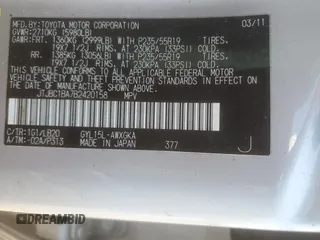 MFD.BY:TOYOTA MOTOR CORPORATION 03/11
GVWR:2710KG (5980LB)
GAWR:FRT. 1360KG (2999LB) WITH P235/55R19 TIRES,
19X7 1/2J RIMS, AT 230KPA (33PSI) COLD
RR. 1385KG (3053LB) WITH P235/55R19 TIRES,
19X7 1/2J RIMS, AT 230KPA (33PSI) COLD
THIS VEHICLE CONFORMS TO ALL APPLICABLE FEDERAL
MOTOR VEHICLE SAFETY AND THEFT PREVENTION
STANDARDS IN EFFECT ON THE DATE OF MANUFACTURE
SHOWN ABOVE.
JTJBC1BA7B2420158 MPV
C/TR:1G1/LB20 GYL15L-AWXGKA
A/TM:-02A/P313 MADE IN JAPAN 377 J
DIAMBID